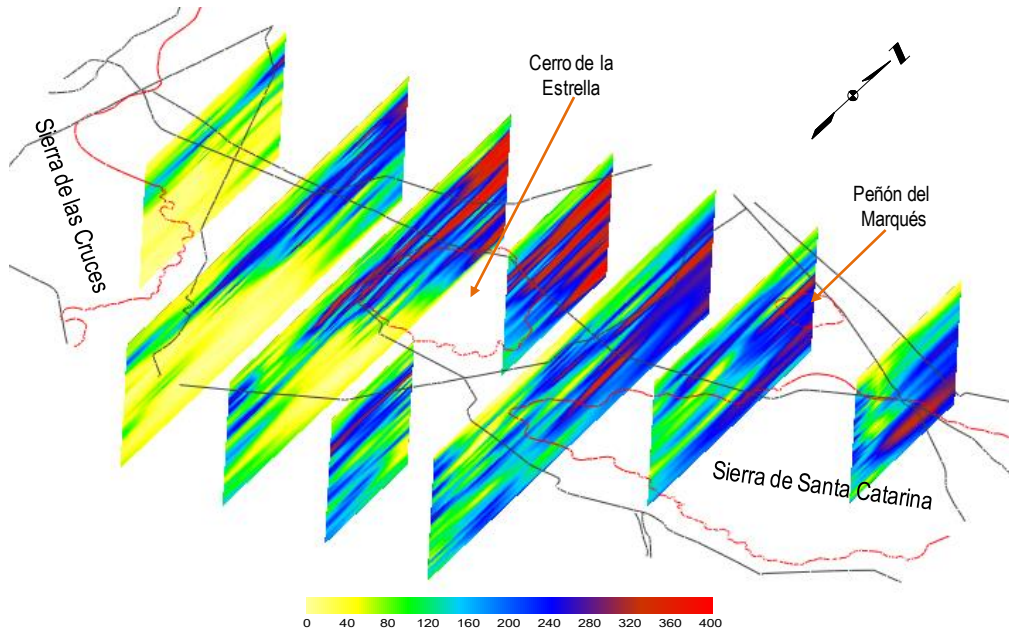 Cerro de la
Estrella
Sierra de las Cruces
Peñón del
Marqués
Sierra de Santa Catarina
0 40 80 120 160 200 240 280 320 360 400